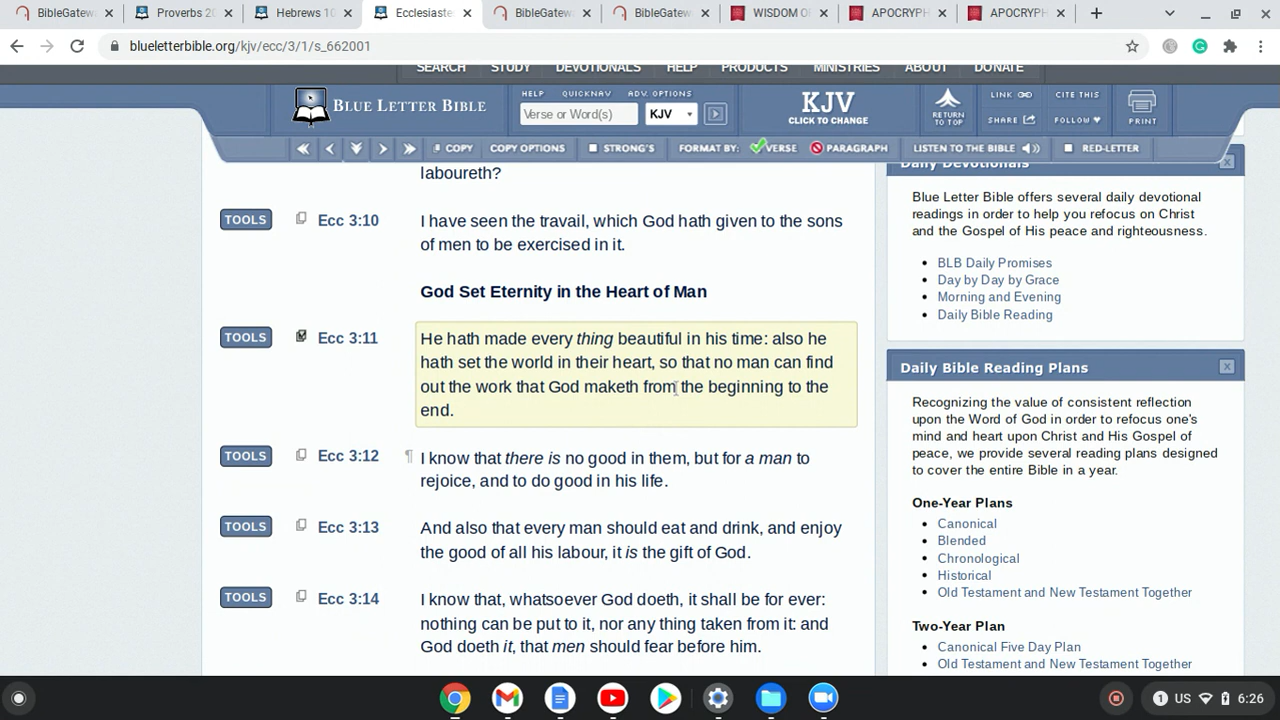 BibleGatewa
Proverbs 20
Hebrews 10
Ecclesiaste
BibleGatewa
BibleGatew
WISDOM O
APOCRYPH
APOCRYPH
blueletterbible.org/kjv/ecc/3/1/s_662001
SEARCH STUDY DEVOTIONALS HELP PRODUCTS MINISTRIES ABOUT DONATE
BLUE LETTER BIBLE
HELP QUICKNAV ADV. OPTIONS
Verse or Word(s) KJV
KJV
CLICK TO CHANGE
RETURN
TO TOP
LINK CITE THIS
SHARE FOLLOW
PRINT
COPY COPY OPTIONS STRONG'S FORMAT BY: VERSE PARAGRAPH LISTEN TO THE BIBLE RED-LETTER
laboureth?
TOOLS Ecc 3:10 I have seen the travail, which God hath given to the sons
of men to be exercised in it.
God Set Eternity in the Heart of Man
TOOLS Ecc 3:11 He hath made every thing beautiful in his time: also he
hath set the world in their heart, so that no man can find
out the work that God maketh from the beginning to the
end.
TOOLS Ecc 3:12 ¶ I know that there is no good in them, but for a man to
rejoice, and to do good in his life.
TOOLS Ecc 3:13 And also that every man should eat and drink, and enjoy
the good of all his labour, it is the gift of God.
TOOLS Ecc 3:14 I know that, whatsoever God doeth, it shall be for ever:
nothing can be put to it, nor any thing taken from it: and
God doeth it, that men should fear before him.
Daily Devotionals
Blue Letter Bible offers several daily devotional
readings in order to help you refocus on Christ
and the Gospel of His peace and righteousness.
BLB Daily Promises
Day by Day by Grace
Morning and Evening
Daily Bible Reading
Daily Bible Reading Plans
Recognizing the value of consistent reflection
upon the Word of God in order to refocus one's
mind and heart upon Christ and His Gospel of
peace, we provide several reading plans designed
to cover the entire Bible in a year.
One-Year Plans
Canonical
Blended
Chronological
Historical
Old Testament and New Testament Together
Two-Year Plan
Canonical Five Day Plan
Old Testament and New Testament Together
1 US 6:26